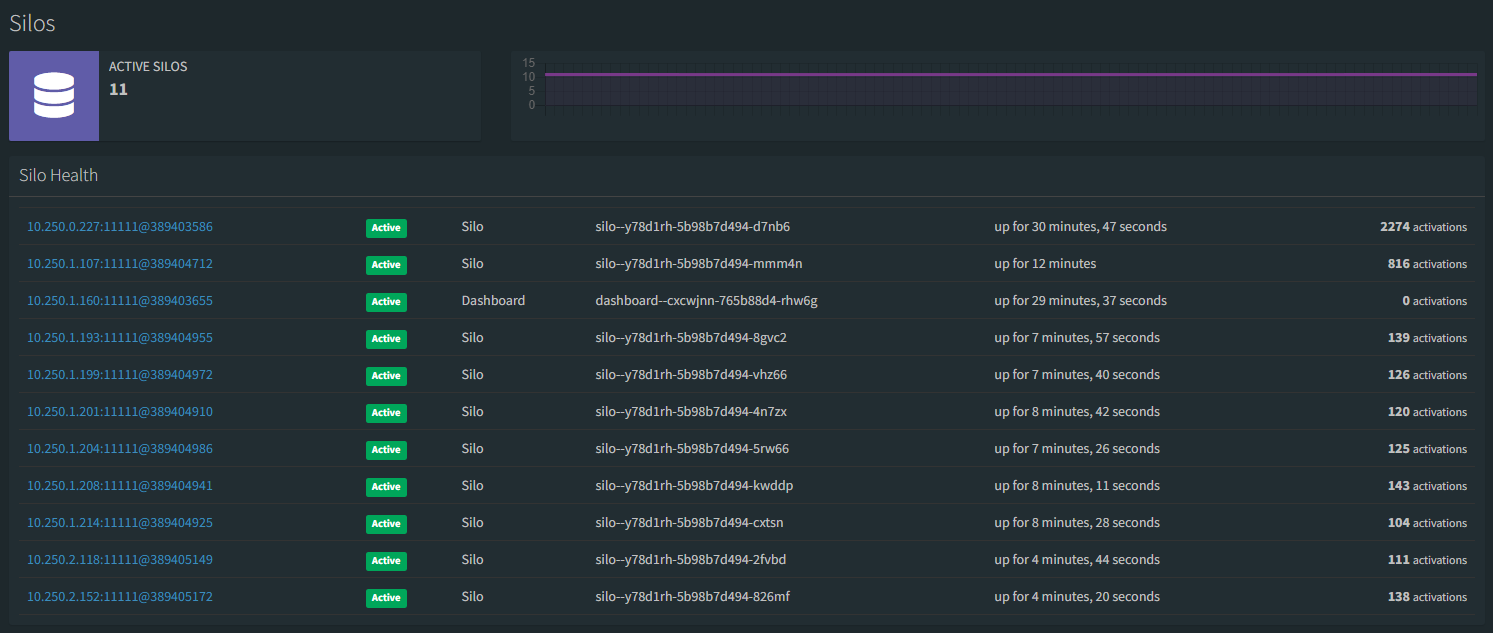 Silos
ACTIVE SILOS
11
15
10
5
0
Silo Health
10.250.0.227:11111@389403586 Active Silo silo--y78d1rh-5b98b7d494-d7nb6 up for 30 minutes, 47 seconds 2274 activations
10.250.1.107:11111@389404712 Active Silo silo--y78d1rh-5b98b7d494-mmm4n up for 12 minutes 816 activations
10.250.1.160:11111@389403655 Active Dashboard dashboard--cxcwjnn-765b88d4-rhw6g up for 29 minutes, 37 seconds 0 activations
10.250.1.193:11111@389404955 Active Silo silo--y78d1rh-5b98b7d494-8gvc2 up for 7 minutes, 57 seconds 139 activations
10.250.1.199:11111@389404972 Active Silo silo--y78d1rh-5b98b7d494-vhz66 up for 7 minutes, 40 seconds 126 activations
10.250.1.201:11111@389404910 Active Silo silo--y78d1rh-5b98b7d494-4n7zx up for 8 minutes, 42 seconds 120 activations
10.250.1.204:11111@389404986 Active Silo silo--y78d1rh-5b98b7d494-5rw66 up for 7 minutes, 26 seconds 125 activations
10.250.1.208:11111@389404941 Active Silo silo--y78d1rh-5b98b7d494-kwddp up for 8 minutes, 11 seconds 143 activations
10.250.1.214:11111@389404925 Active Silo silo--y78d1rh-5b98b7d494-cxtsn up for 8 minutes, 28 seconds 104 activations
10.250.2.118:11111@389405149 Active Silo silo--y78d1rh-5b98b7d494-2fvbd up for 4 minutes, 44 seconds 111 activations
10.250.2.152:11111@389405172 Active Silo silo--y78d1rh-5b98b7d494-826mf up for 4 minutes, 20 seconds 138 activations